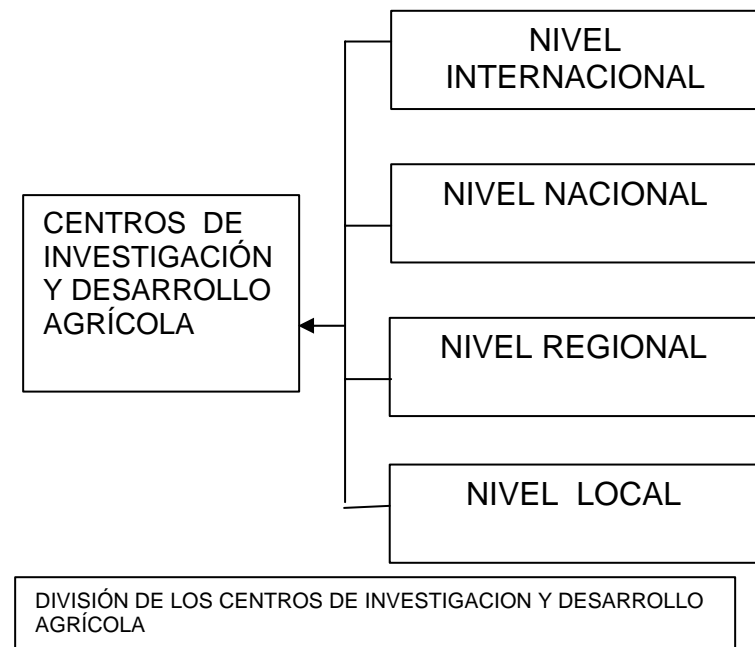 NIVEL
INTERNACIONAL
NIVEL NACIONAL
CENTROS DE
INVESTIGACIÓN
Y DESARROLLO
AGRÍCOLA
NIVEL REGIONAL
NIVEL LOCAL
DIVISIÓN DE LOS CENTROS DE INVESTIGACION Y DESARROLLO
AGRÍCOLA